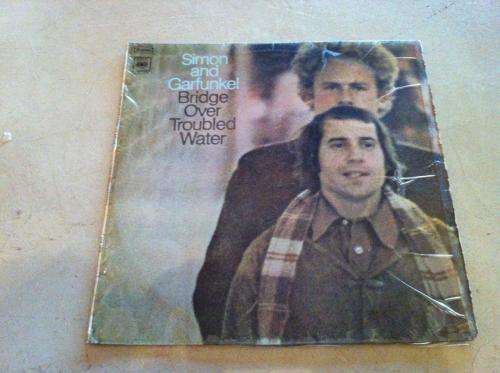 Simon
and
Garfunkel
Bridge
Over
Troubled
Water